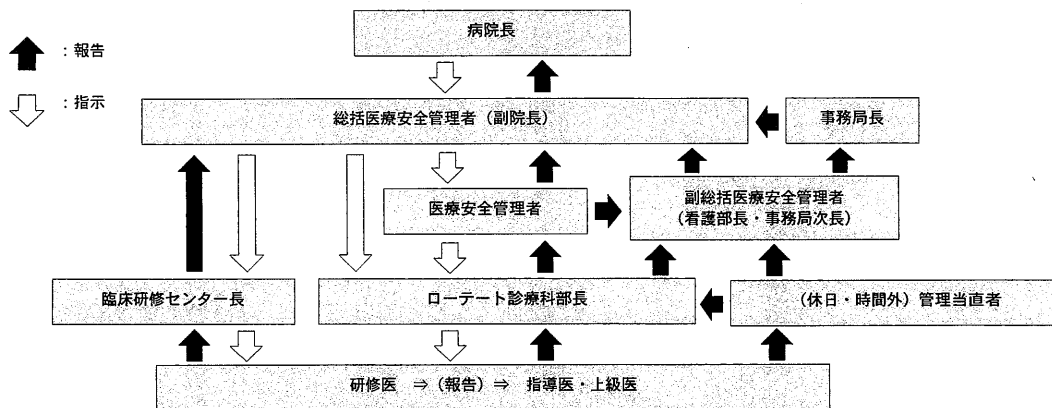 病院長
：報告
：指示
総括医療安全管理者（副院長）
事務局長
医療安全管理者
副総括医療安全管理者
（看護部長・事務局次長）
臨床研修センター長
ローテート診療科部長
（休日・時間外）管理当直者
研修医　⇒（報告）⇒　指導医・上級医